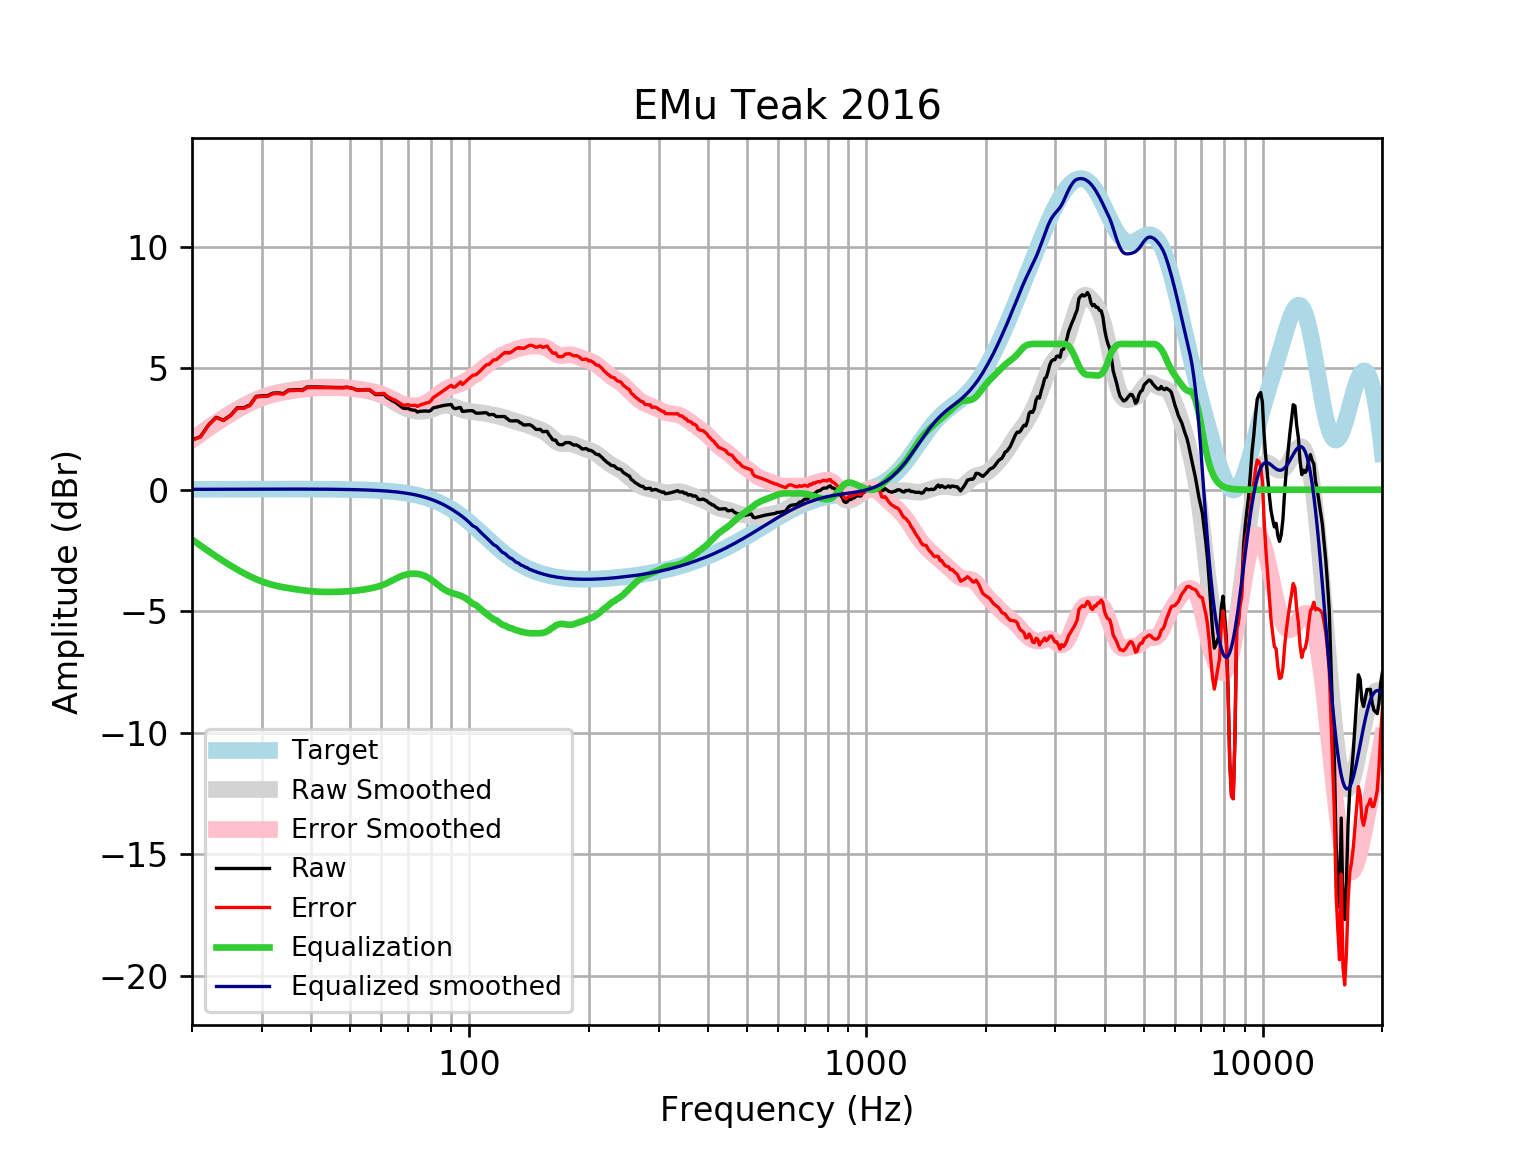 EMu Teak 2016
Amplitude (dBr)
10
5
0
−5
−10
−15
−20
Target
Raw Smoothed
Error Smoothed
Raw
Error
Equalization
Equalized smoothed
100
1000
10000
Frequency (Hz)